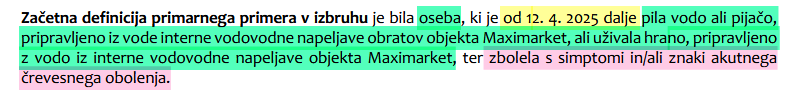 Začetna definicija primarnega primera v izbruhu je bila oseba, ki je od 12. 4. 2025 dalje pila vodo ali pijačo,
pripravljeno iz vode interne vodovodne napeljave obratov objekta Maximarket, ali uživala hrano, pripravljeno
z vodo iz interne vodovodne napeljave objekta Maximarket, ter zbolela s simptomi in/ali znaki akutnega
črevesnega obolenja.